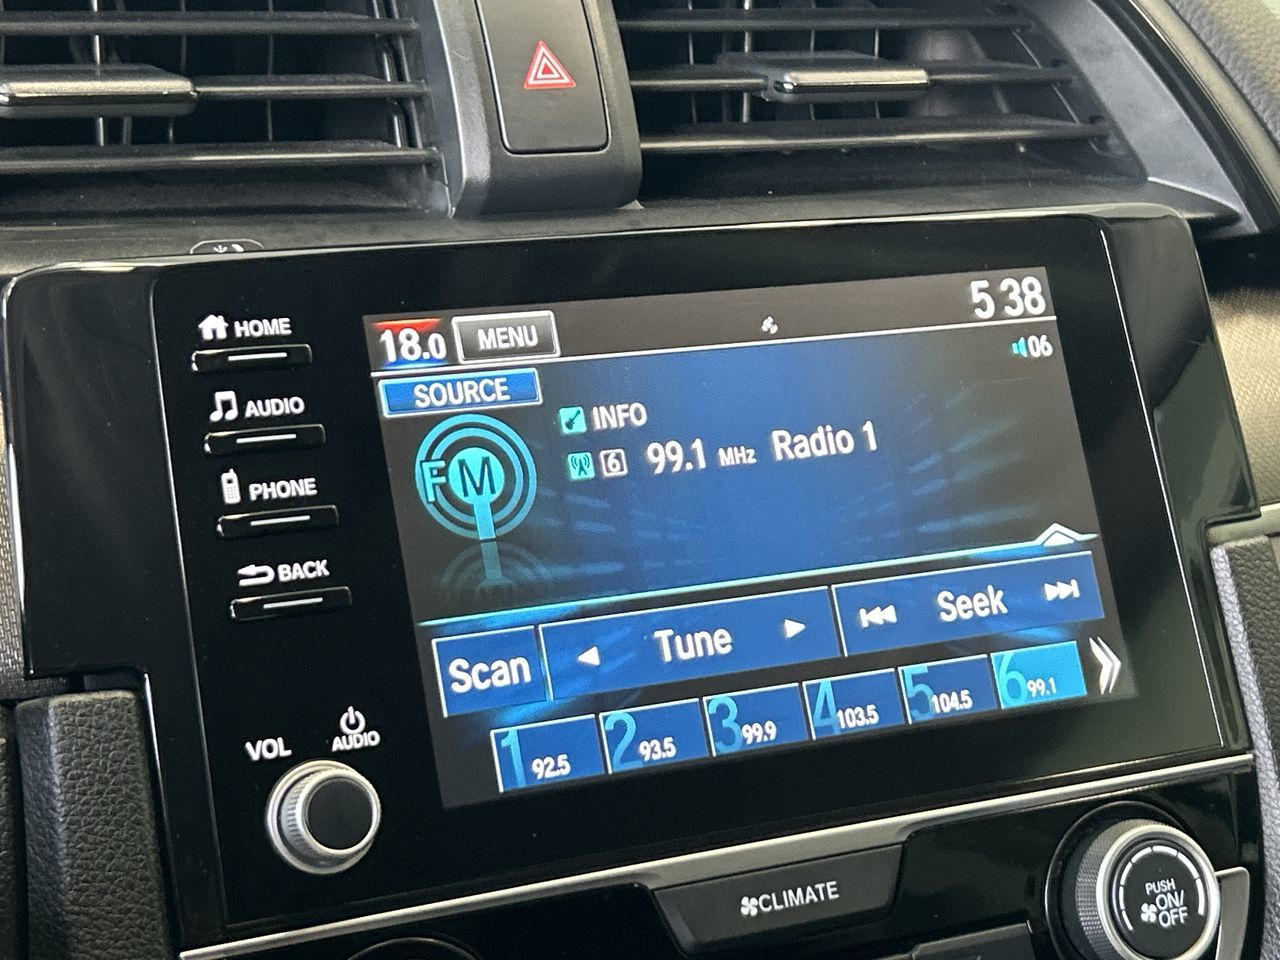 HOME
AUDIO
PHONE
BACK
VOL
AUDIO
18.0
MENU
5 38
06
SOURCE
FM
INFO
6 99.1 MHz Radio 1
Scan
Tune
Seek
1 92.5
2 93.5
3 99.9
4 103.5
5 104.5
6 99.1
CLIMATE
PUSH
ON/
OFF